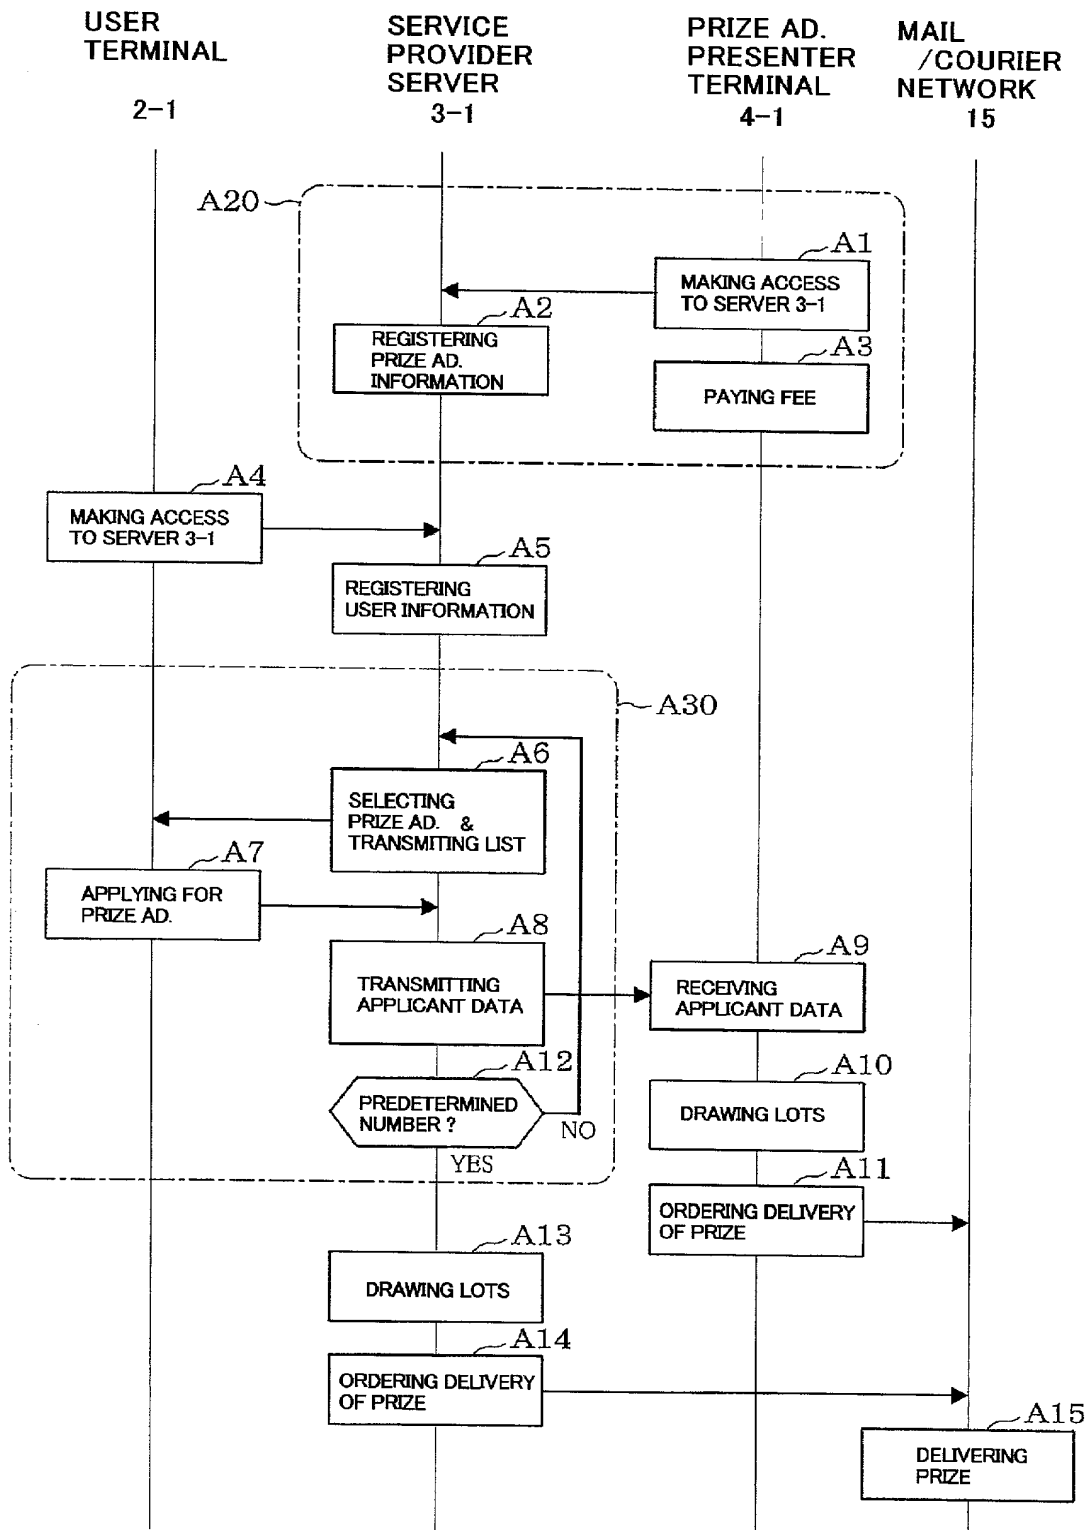 USER
TERMINAL
2-1
SERVICE
PROVIDER
SERVER
3-1
PRIZE AD.
PRESENTER
TERMINAL
4-1
MAIL
/COURIER
NETWORK
15
A20
A1
MAKING ACCESS
TO SERVER 3-1
A2
REGISTERING
PRIZE AD.
INFORMATION
A3
PAYING FEE
A4
MAKING ACCESS
TO SERVER 3-1
A5
REGISTERING
USER INFORMATION
A30
A6
SELECTING
PRIZE AD. &
TRANSMITING LIST
A7
APPLYING FOR
PRIZE AD.
A8
TRANSMITTING
APPLICANT DATA
A9
RECEIVING
APPLICANT DATA
A12
PREDETERMINED
NUMBER ?
NO
YES
A10
DRAWING LOTS
A11
ORDERING DELIVERY
OF PRIZE
A13
DRAWING LOTS
A14
ORDERING DELIVERY
OF PRIZE
A15
DELIVERING
PRIZE